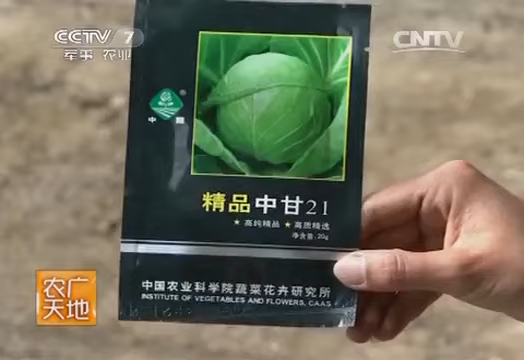 CCTV 7
军事·农业
CNTV
中蔬
精品中甘21
★ 高纯精品 ★ 高质精选
净含量:20g
中国农业科学院蔬菜花卉研究所
INSTITUTE OF VEGETABLES AND FLOWERS, CAAS
农广
天地